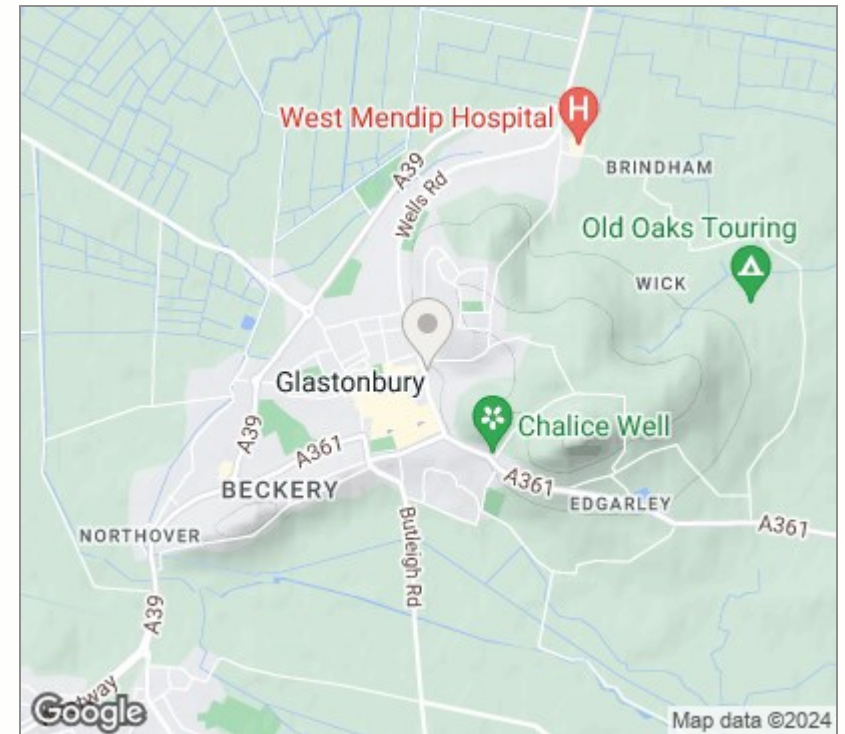 West Mendip Hospital
H
A39
BRINDHAM
Wells Rd
Old Oaks Touring
WICK
Glastonbury
Chalice Well
A39
A361
A361
BECKERY
EDGARLEY
A361
NORTHOVER
Butleigh Rd
A39
Google
Map data ©2024